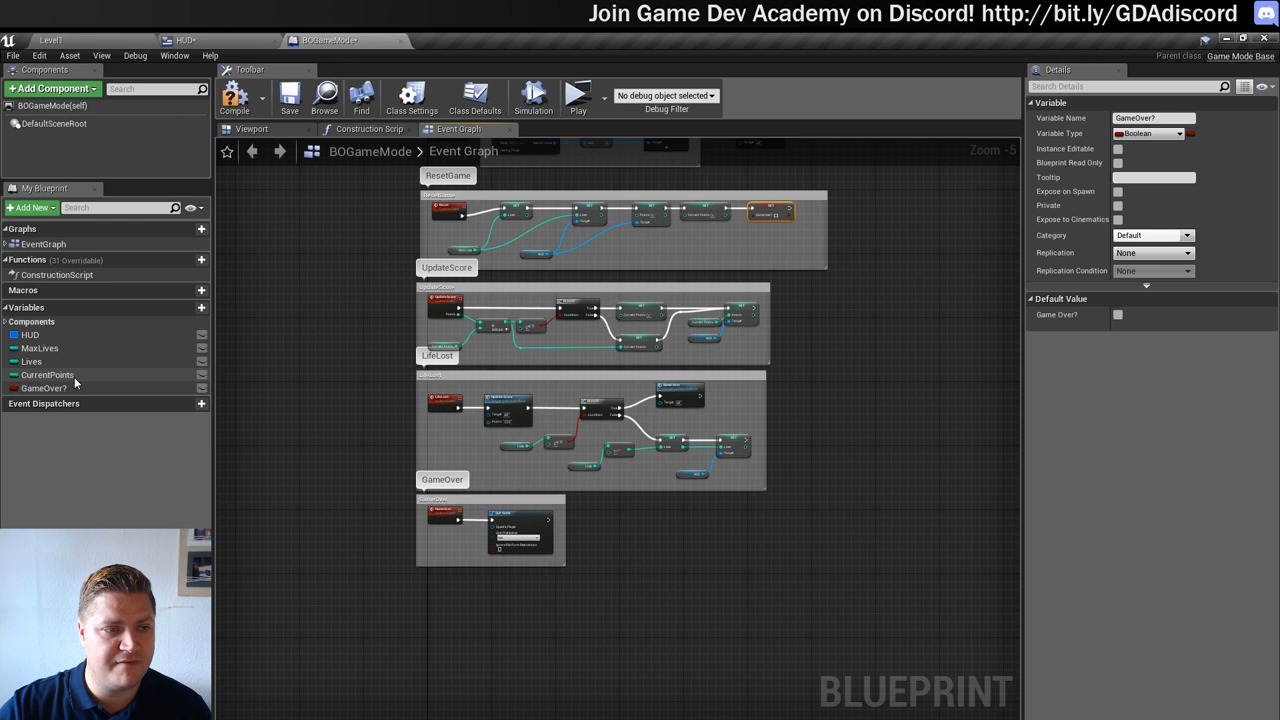 Join Game Dev Academy on Discord! http://bit.ly/GDAdiscord
Level1
HUD*
BOGameMode*
File Edit Asset View Debug Window Help
Parent class: Game Mode Base
Components
+ Add Component
Search
BOGameMode(self)
DefaultSceneRoot
Toolbar
Compile
Save
Browse
Find
Class Settings
Class Defaults
Simulation
Play
No debug object selected
Debug Filter
Viewport
Construction Scrip
Event Graph
BOGameMode > Event Graph
Zoom -5
My Blueprint
+ Add New
Search
Graphs
EventGraph
Functions (31 Overridable)
ConstructionScript
Macros
Variables
Components
HUD
MaxLives
Lives
CurrentPoints
GameOver?
Event Dispatchers
ResetGame
ResetGame
UpdateScore
UpdateScore
LifeLost
LifeLost
GameOver
GameOver
BLUEPRINT
Details
Search Details
Variable
Variable Name GameOver?
Variable Type Boolean
Instance Editable
Blueprint Read Only
Tooltip
Expose on Spawn
Private
Expose to Cinematics
Category Default
Replication None
Replication Condition None
Default Value
Game Over?